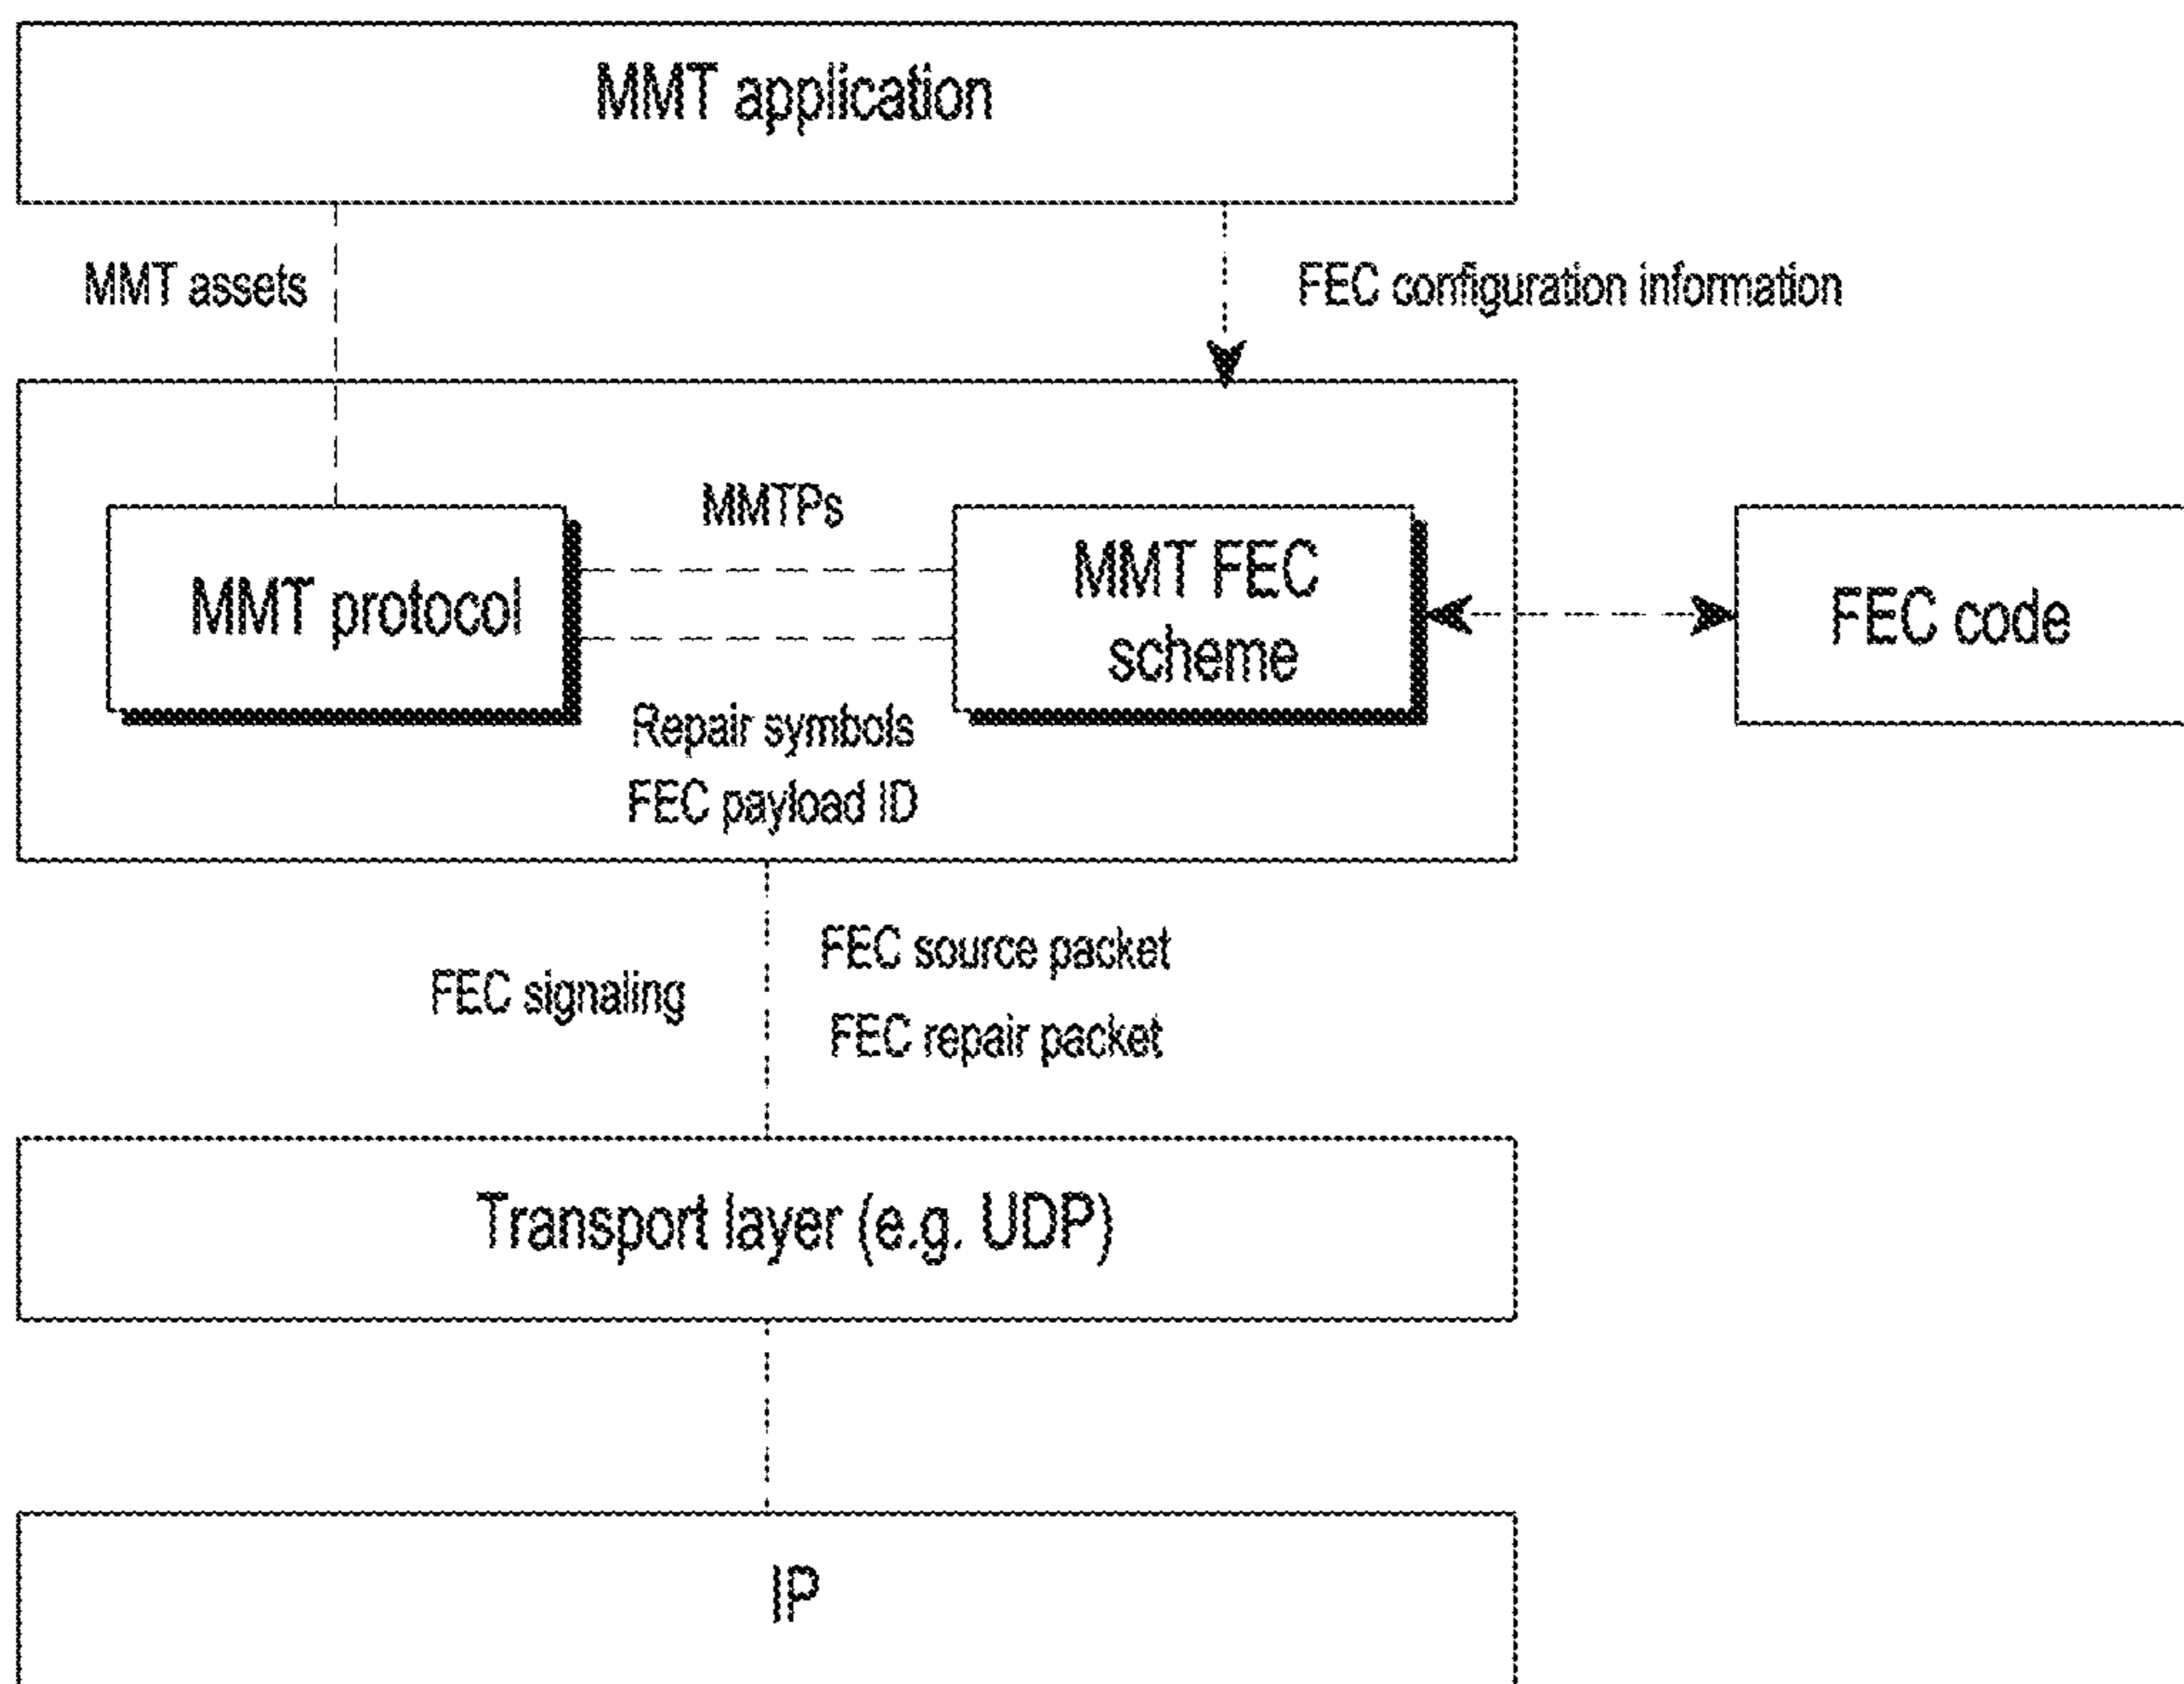 MMT application
MMT assets
FEC configuration information
MMTPs
MMT protocol
MMT FEC
scheme
FEC code
Repair symbols
FEC payload ID
FEC signaling
FEC source packet
FEC repair packet
Transport layer (e.g. UDP)
IP